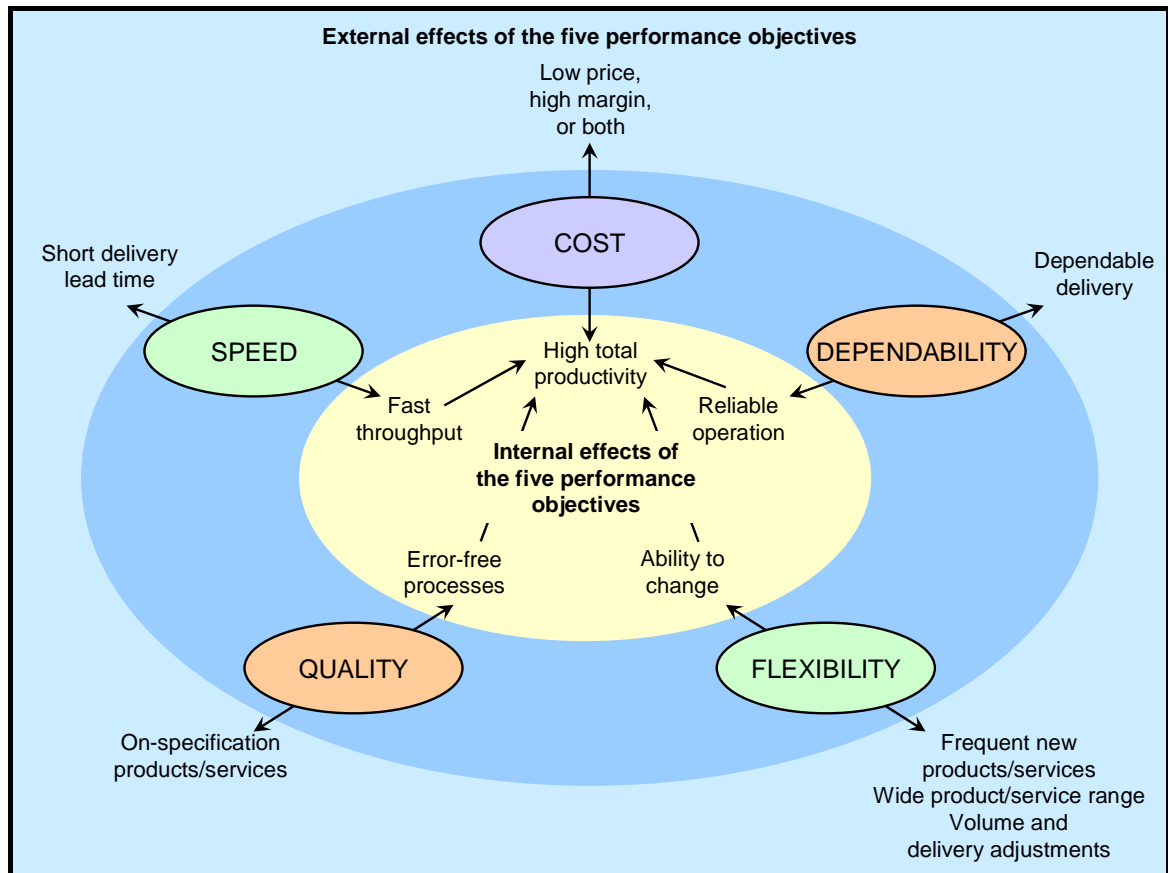 External effects of the five performance objectives
Low price,
high margin,
or both
COST
Short delivery
lead time
Dependable
delivery
SPEED
DEPENDABILITY
High total
productivity
Fast
throughput
Reliable
operation
Internal effects of
the five performance
objectives
Error-free
processes
Ability to
change
QUALITY
FLEXIBILITY
On-specification
products/services
Frequent new
products/services
Wide product/service range
Volume and
delivery adjustments